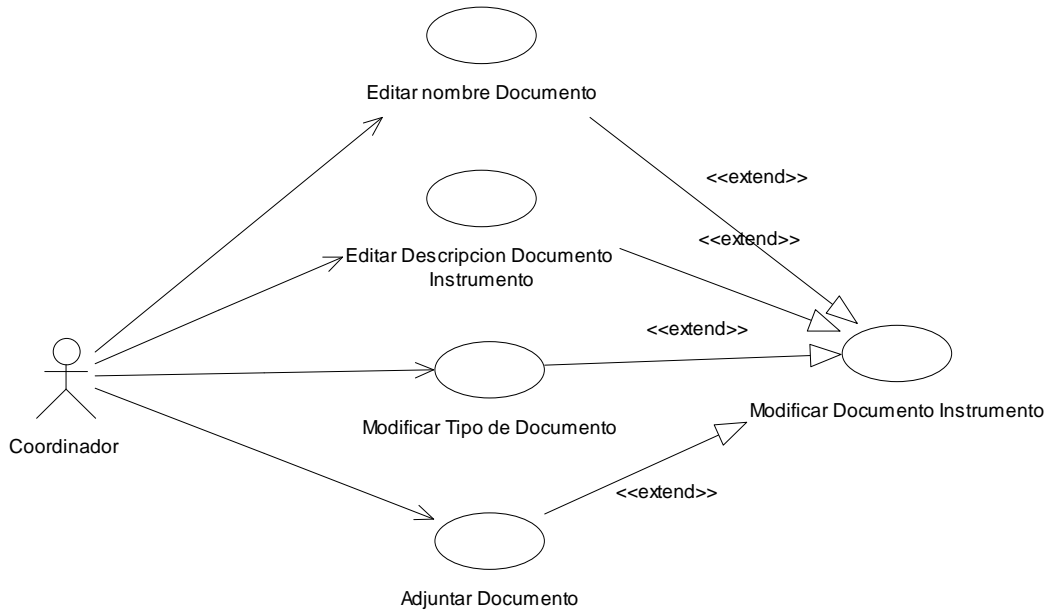 Editar nombre Documento
<<extend>>
<<extend>>
Editar Descripcion Documento
Instrumento
<<extend>>
Modificar Documento Instrumento
Modificar Tipo de Documento
Coordinador
<<extend>>
Adjuntar Documento